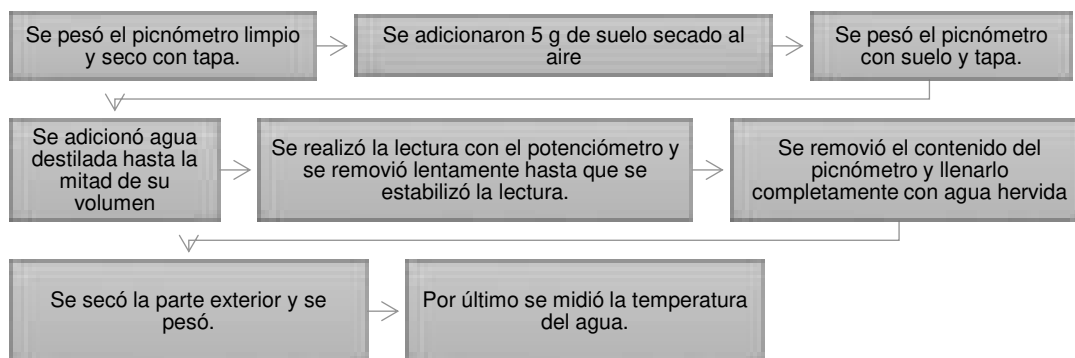 Se pesó el picnómetro limpio
y seco con tapa.
Se adicionaron 5 g de suelo secado al
aire
Se pesó el picnómetro
con suelo y tapa.
Se adicionó agua
destilada hasta la
mitad de su
volumen
Se realizó la lectura con el potenciómetro y
se removió lentamente hasta que se
estabilizó la lectura.
Se removió el contenido del
picnómetro y llenarlo
completamente con agua hervida
Se secó la parte exterior y se
pesó.
Por último se midió la temperatura
del agua.